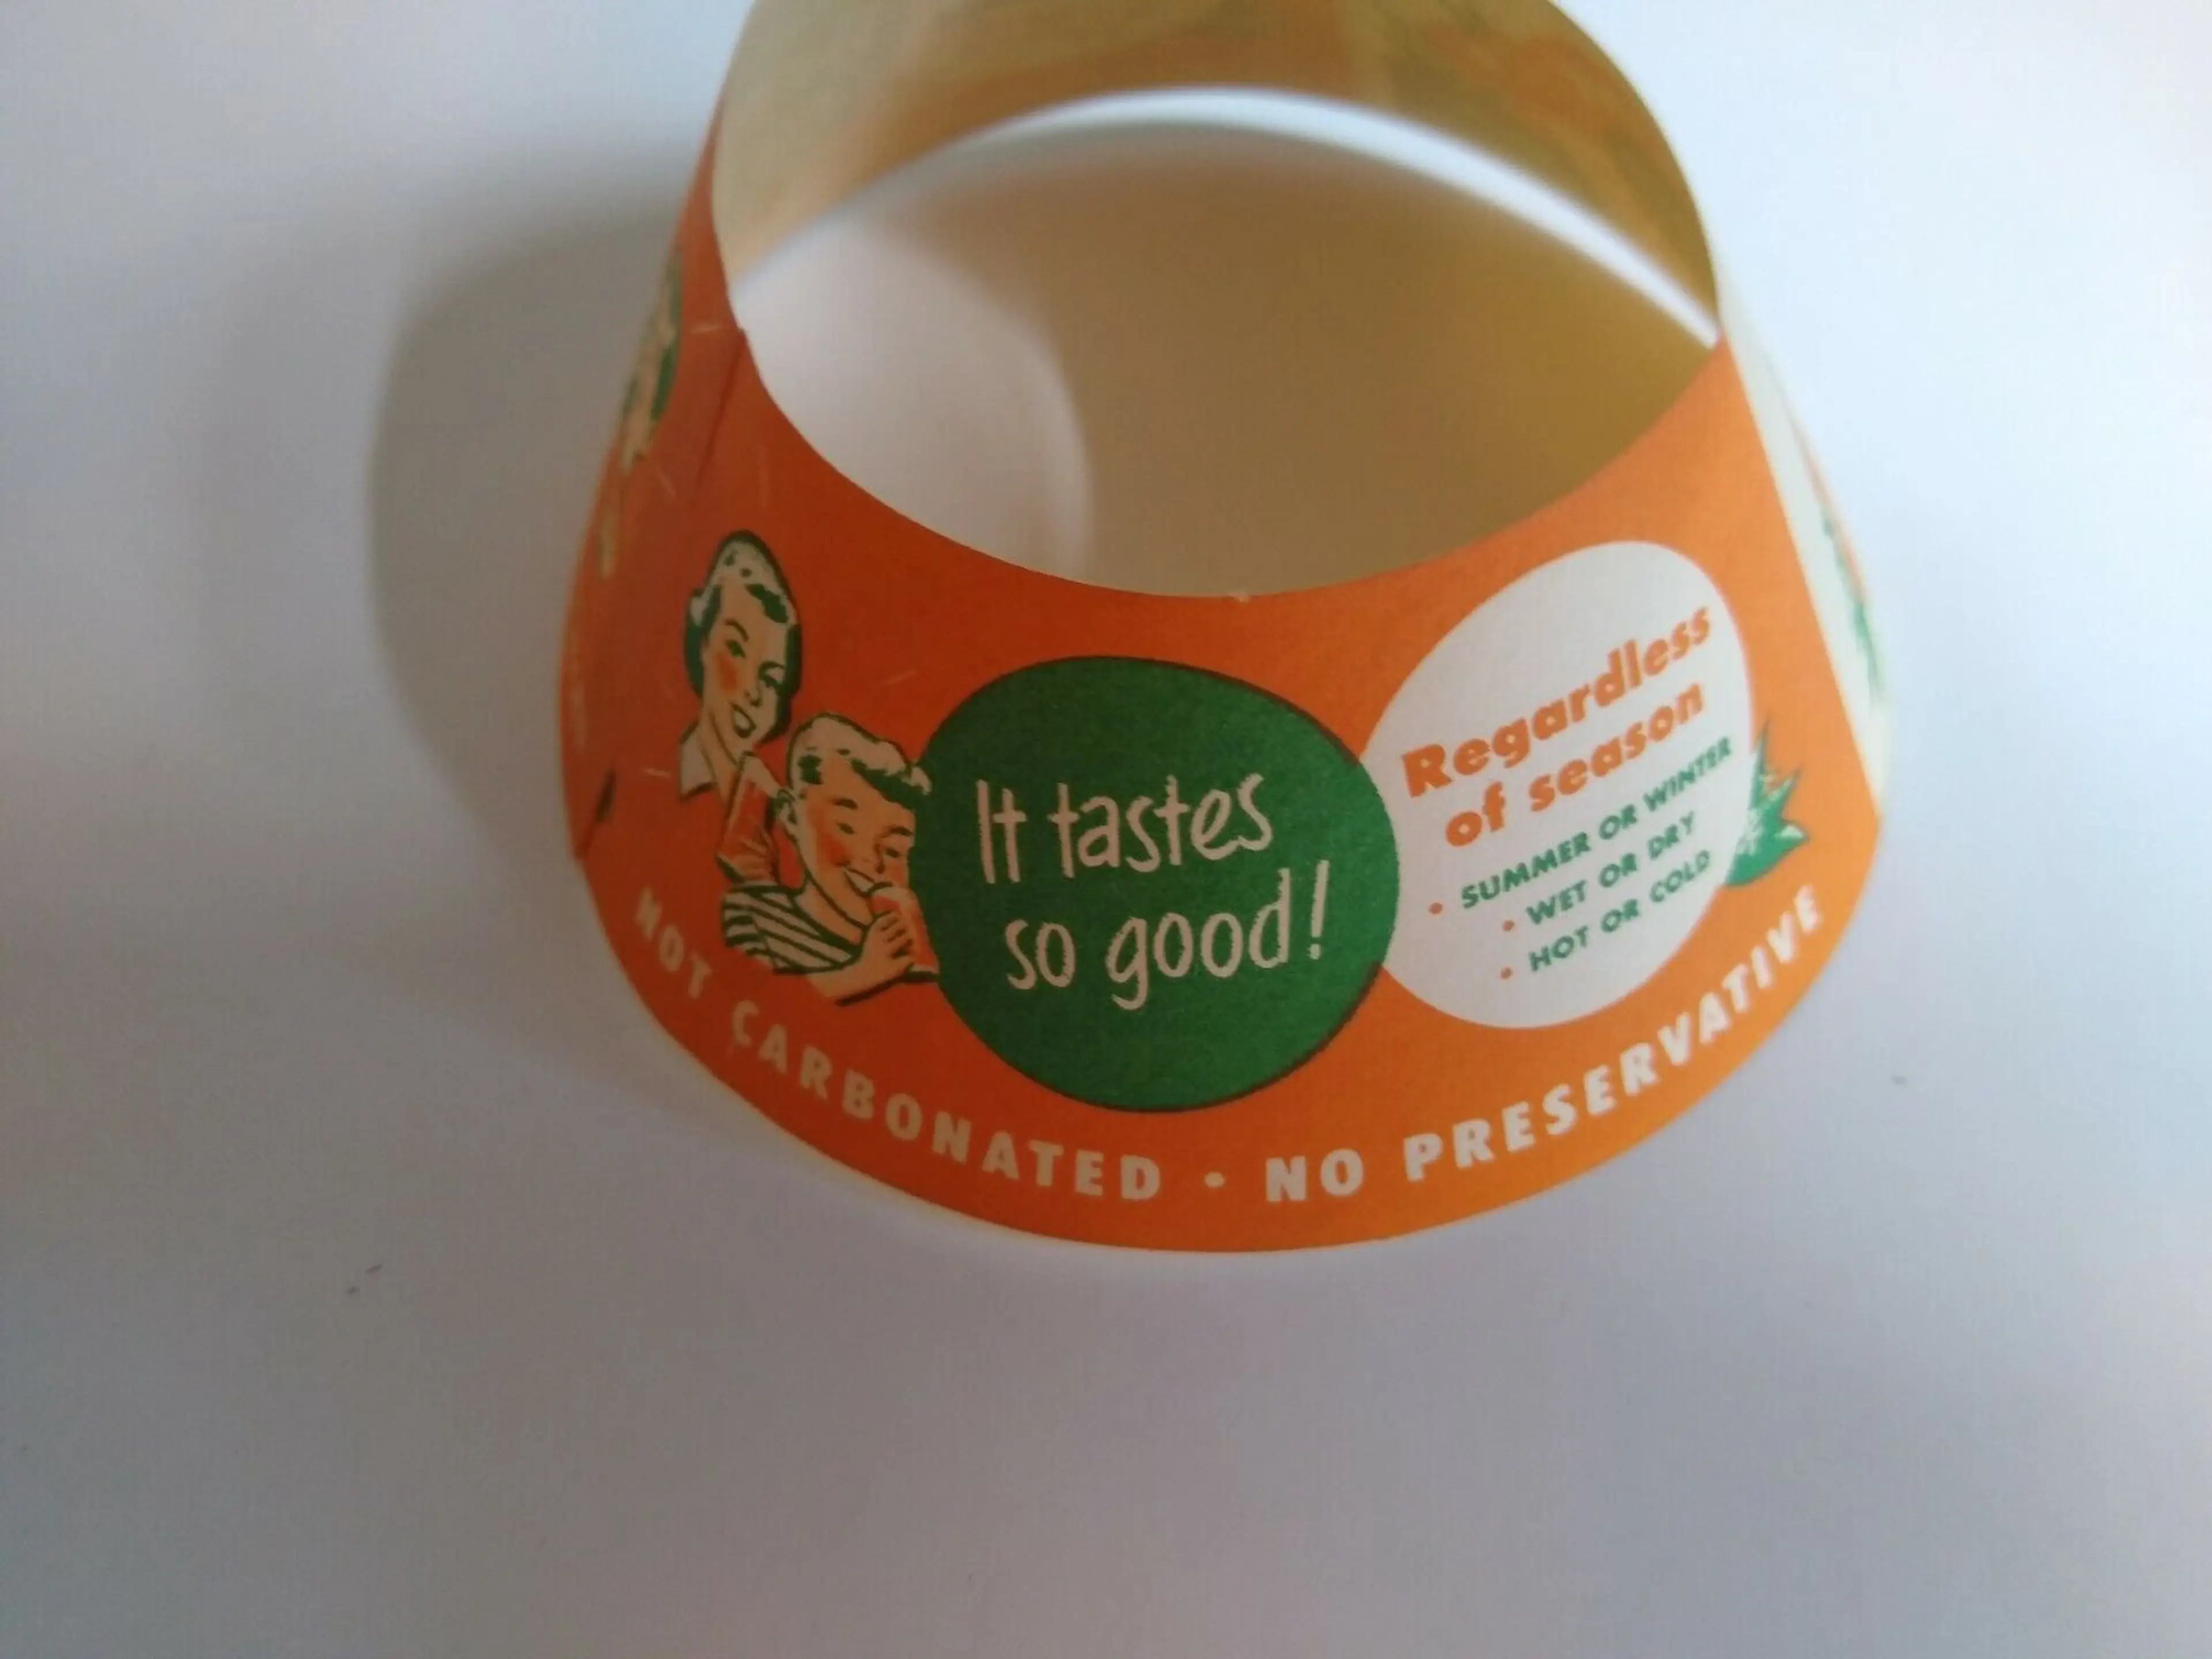 It tastes
so good!
Regardless
of season
• SUMMER OR WINTER
• WET OR DRY
• HOT OR COLD
NOT CARBONATED • NO PRESERVATIVE